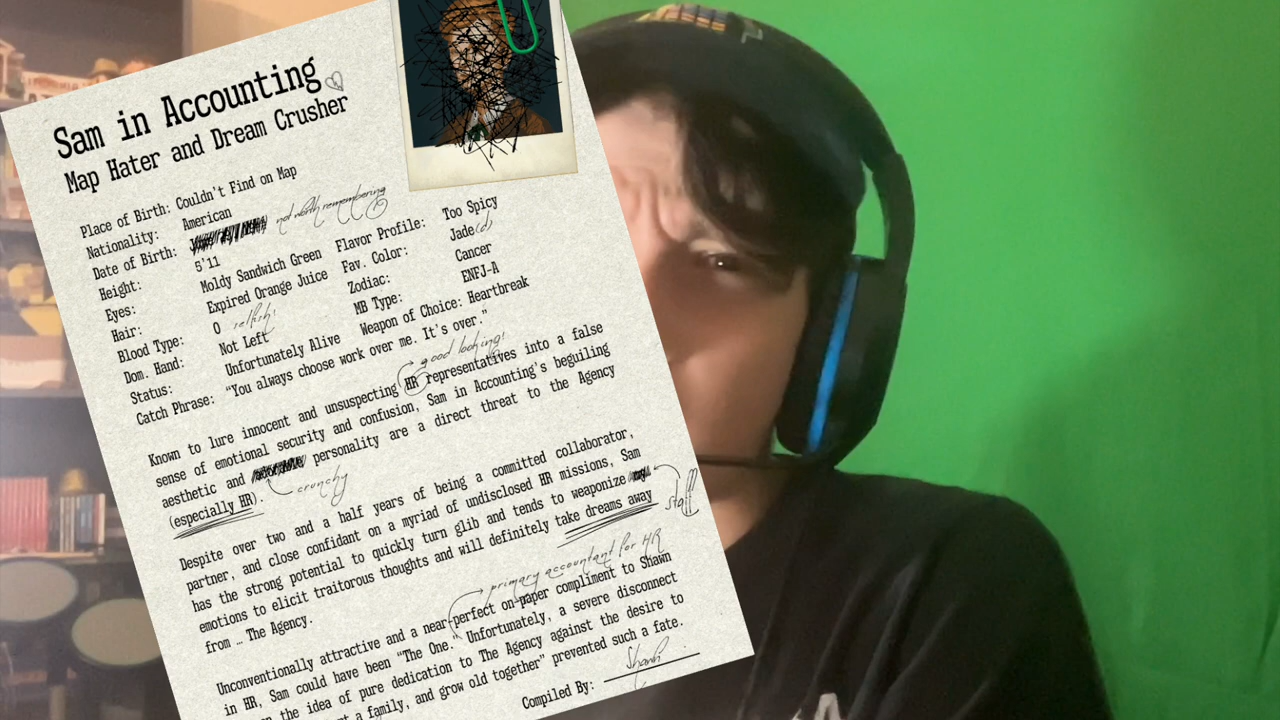 Sam in Accounting
Map Hater and Dream Crusher
Place of Birth: Couldn't Find on Map
Nationality: American
Date of Birth: not worth remembering
Height: 5'11
Eyes: Moldy Sandwich Green
Hair: Expired Orange Juice
Blood Type: O selfish!
Dom. Hand: Not Left
Status: Unfortunately Alive
Flavor Profile: Too Spicy
Fav. Color: Jade(d)
Zodiac: Cancer
MB Type: ENFJ-A
Weapon of Choice: Heartbreak
Catch Phrase: "You always choose work over me. It's over."
good looking!
Known to lure innocent and unsuspecting HR representatives into a false
sense of emotional security and confusion, Sam in Accounting's beguiling
aesthetic and personality are a direct threat to the Agency
(especially HR).
crunchy
Despite over two and a half years of being a committed collaborator,
partner, and close confidant on a myriad of undisclosed HR missions, Sam
has the strong potential to quickly turn glib and tends to weaponize
staff
emotions to elicit traitorous thoughts and will definitely take dreams away
from … The Agency.
primary accountant for HR
Unconventionally attractive and a near-perfect on-paper compliment to Shawn
in HR, Sam could have been "The One." Unfortunately, a severe disconnect
the idea of pure dedication to The Agency against the desire to
a family, and grow old together" prevented such a fate.
Compiled By: